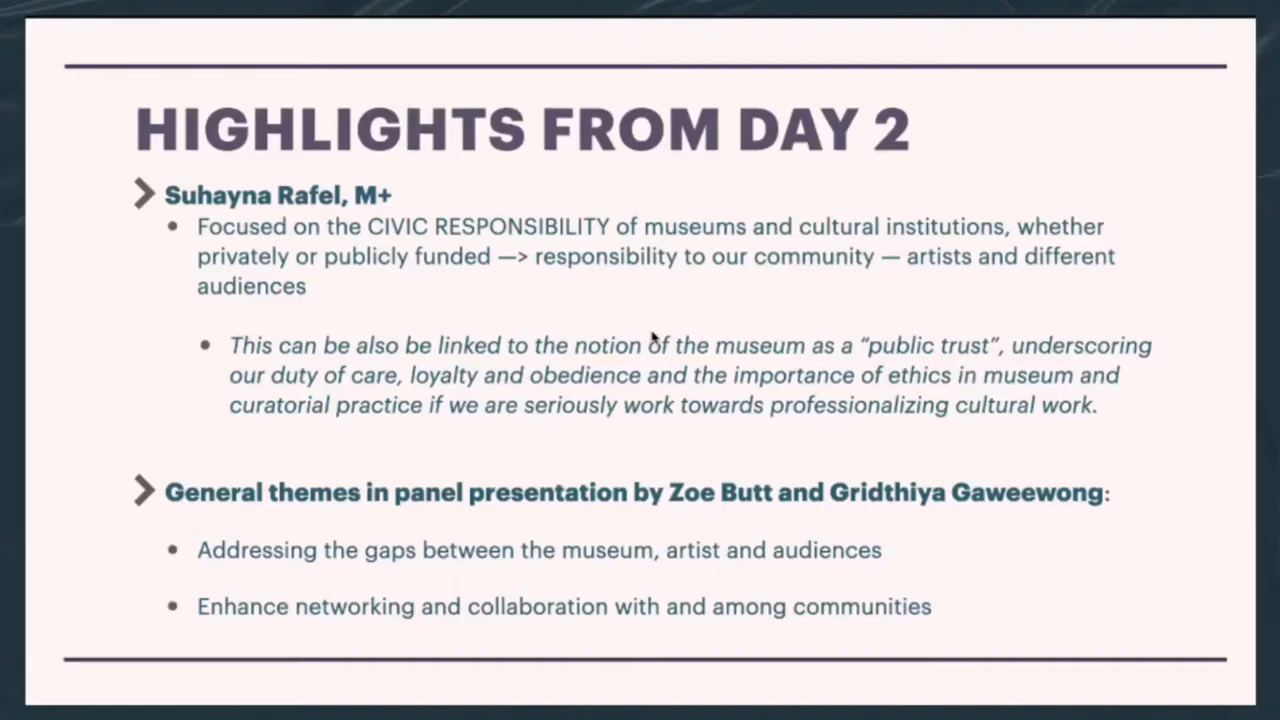 HIGHLIGHTS FROM DAY 2
Suhayna Rafel, M+
• Focused on the CIVIC RESPONSIBILITY of museums and cultural institutions, whether
privately or publicly funded —> responsibility to our community — artists and different
audiences
• This can be also be linked to the notion of the museum as a “public trust”, underscoring
our duty of care, loyalty and obedience and the importance of ethics in museum and
curatorial practice if we are seriously work towards professionalizing cultural work.
General themes in panel presentation by Zoe Butt and Gridthiya Gaweewong:
• Addressing the gaps between the museum, artist and audiences
• Enhance networking and collaboration with and among communities